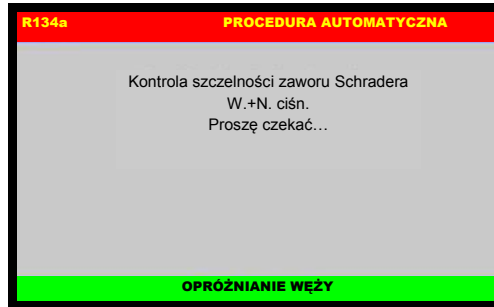 R134a PROCEDURA AUTOMATYCZNA
Kontrola szczelności zaworu Schradera
W.+N. ciśn.
Proszę czekać...
OPRÓŻNIANIE WĘŻY